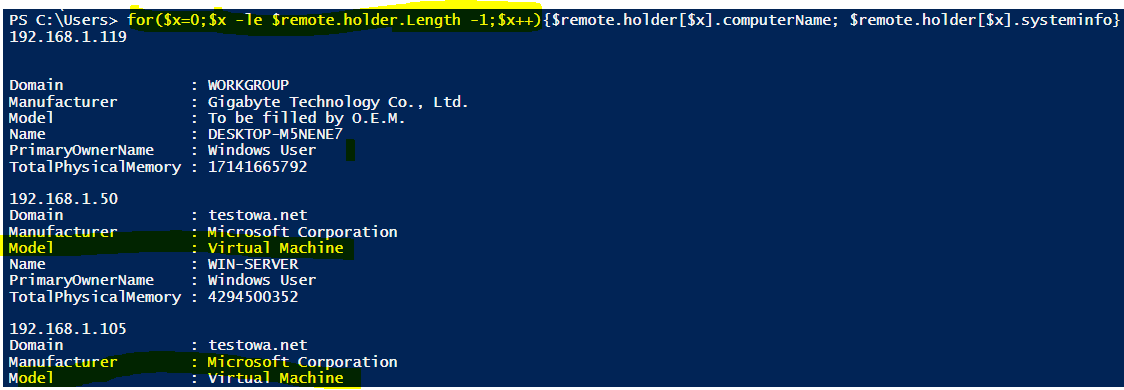 PS C:\Users> for($x=0;$x -le $remote.holder.Length -1;$x++){$remote.holder[$x].computerName; $remote.holder[$x].systeminfo}
192.168.1.119
Domain : WORKGROUP
Manufacturer : Gigabyte Technology Co., Ltd.
Model : To be filled by O.E.M.
Name : DESKTOP-M5NENE7
PrimaryOwnerName : Windows User
TotalPhysicalMemory : 17141665792
192.168.1.50
Domain : testowa.net
Manufacturer : Microsoft Corporation
Model : Virtual Machine
Name : WIN-SERVER
PrimaryOwnerName : Windows User
TotalPhysicalMemory : 4294500352
192.168.1.105
Domain : testowa.net
Manufacturer : Microsoft Corporation
Model : Virtual Machine